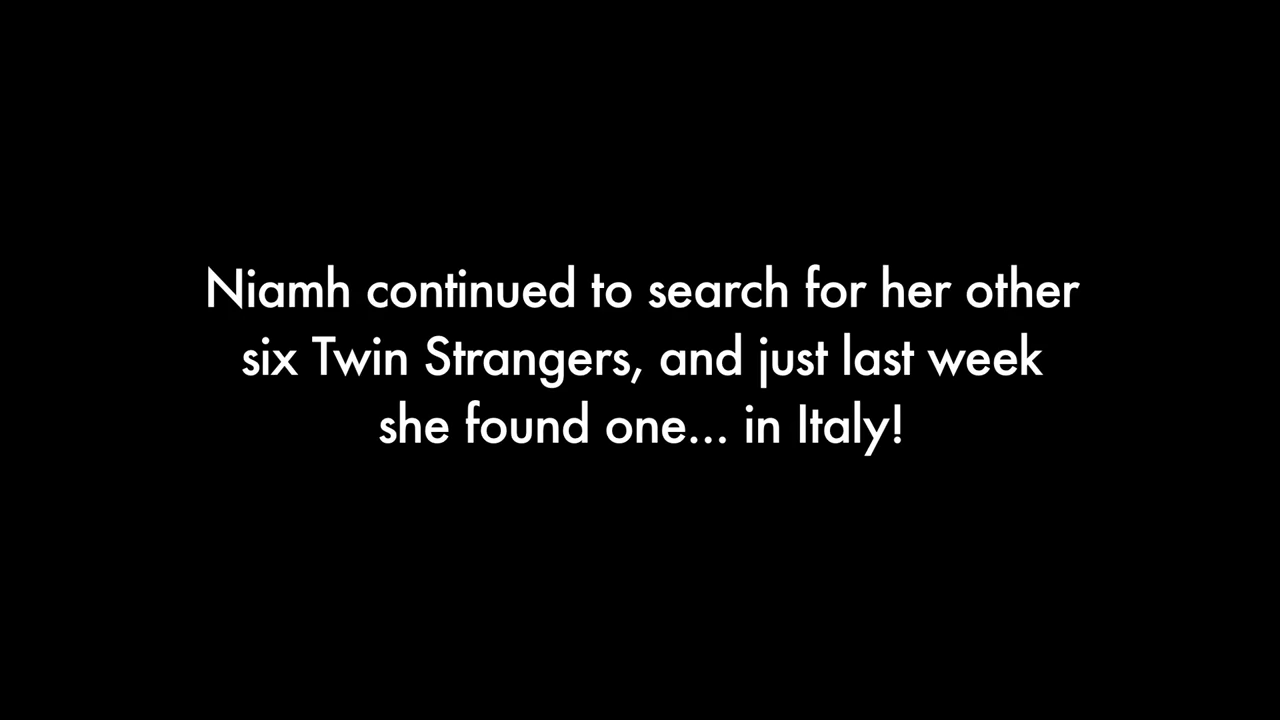 Niamh continued to search for her other
six Twin Strangers, and just last week
she found one... in Italy!